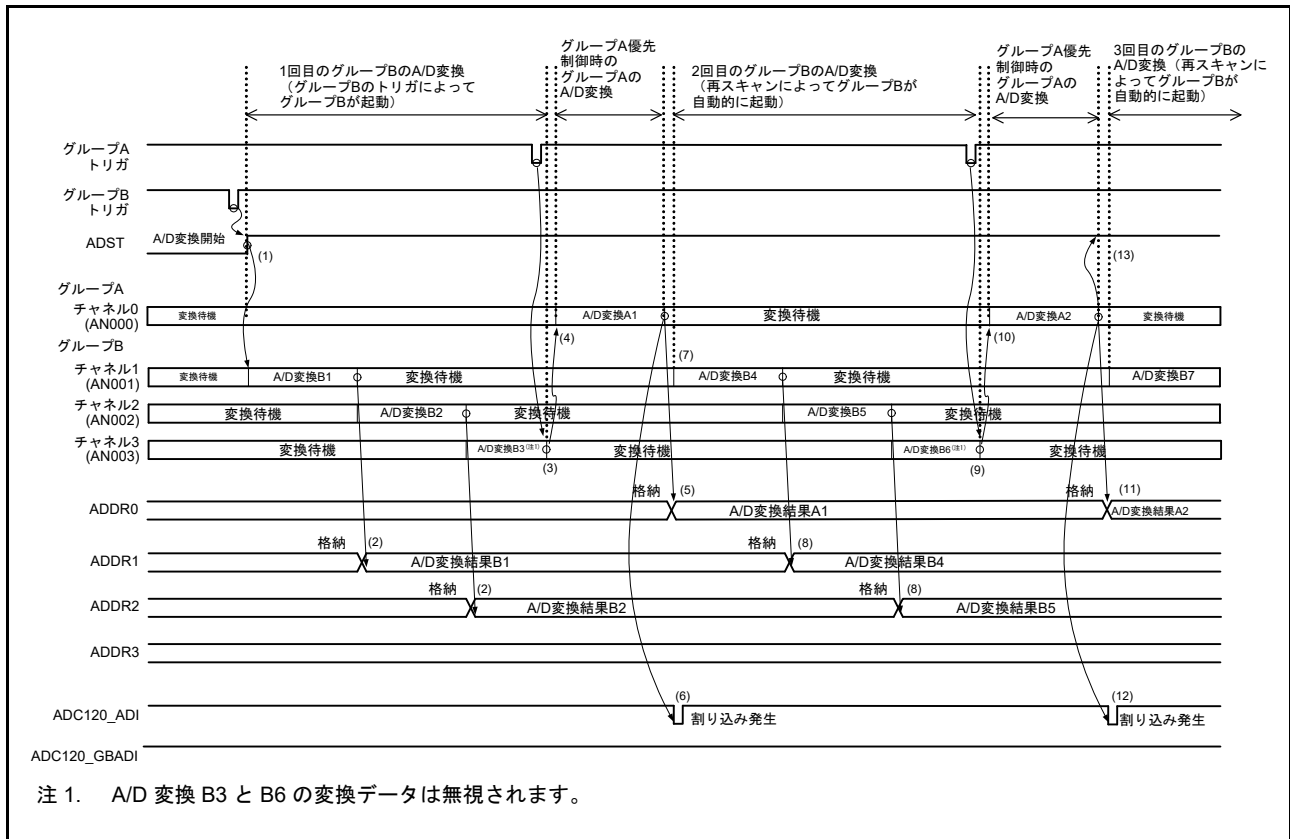 1回目のグループBのA/D変換
（グループBのトリガによって
グループBが起動）
グループA優先
制御時の
グループAの
A/D変換
2回目のグループBのA/D変換
（再スキャンによってグループBが
自動的に起動）
グループA優先
制御時の
グループAの
A/D変換
3回目のグループBの
A/D変換（再スキャンに
よってグループBが
自動的に起動）
グループA
トリガ
グループB
トリガ
ADST
A/D変換開始
(1)
(13)
グループA
チャネル0
(AN000)
変換待機
A/D変換A1
変換待機
A/D変換A2
変換待機
(4)
(10)
グループB
チャネル1
(AN001)
変換待機
A/D変換B1
変換待機
(7)
A/D変換B4
変換待機
A/D変換B7
チャネル2
(AN002)
変換待機
A/D変換B2
変換待機
A/D変換B5
変換待機
チャネル3
(AN003)
変換待機
A/D変換B3(注1)
変換待機
A/D変換B6(注1)
変換待機
(3)
(9)
ADDR0
格納
(5)
A/D変換結果A1
格納
(11)
A/D変換結果A2
ADDR1
格納
(2)
A/D変換結果B1
格納
(8)
A/D変換結果B4
ADDR2
格納
(2)
A/D変換結果B2
格納
(8)
A/D変換結果B5
ADDR3
ADC120_ADI
(6)
割り込み発生
(12)
割り込み発生
ADC120_GBADI
注 1. A/D 変換 B3 と B6 の変換データは無視されます。